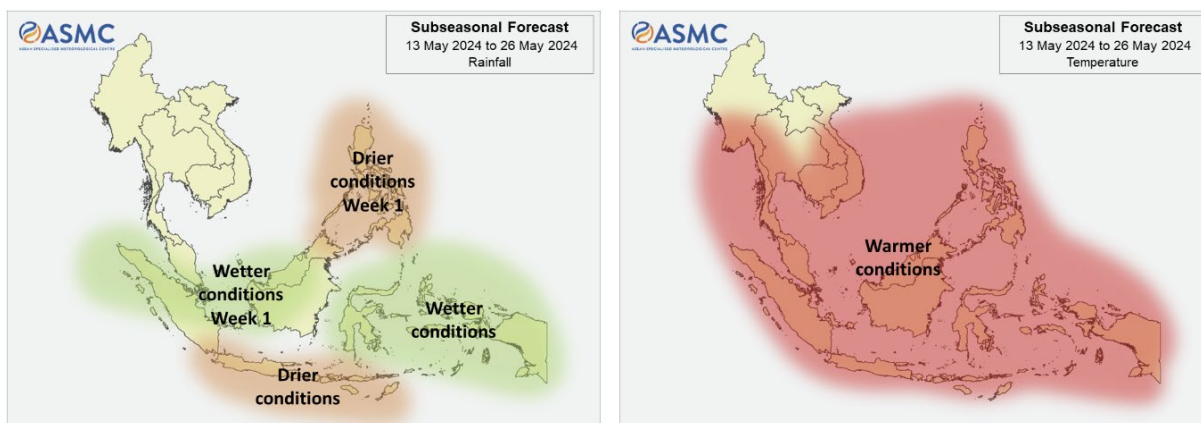 ASMC
ASEAN SPECIALISED METEOROLOGICAL CENTRE
Subseasonal Forecast
13 May 2024 to 26 May 2024
Rainfall
Drier
conditions
Week 1
Wetter
conditions
Week 1
Wetter
conditions
Drier
conditions
ASMC
ASEAN SPECIALISED METEOROLOGICAL CENTRE
Subseasonal Forecast
13 May 2024 to 26 May 2024
Temperature
Warmer
conditions